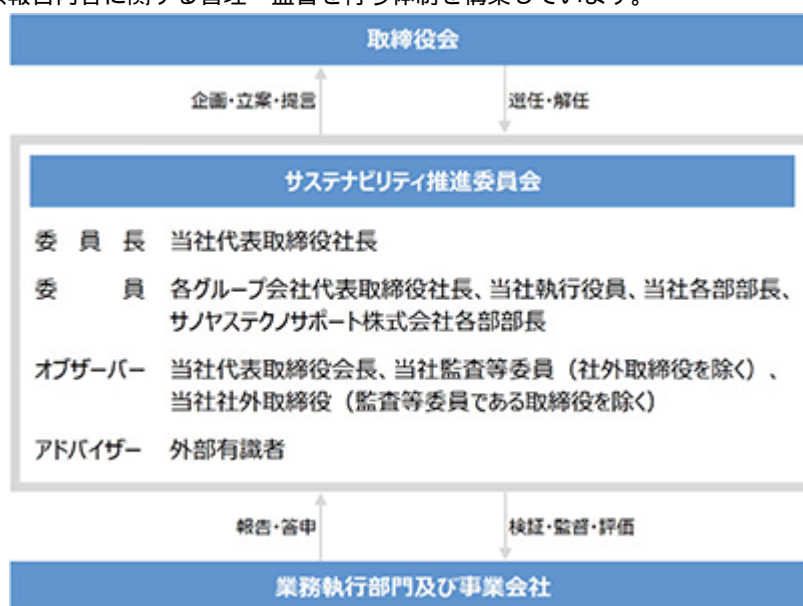 取締役会
企画・立案・提言 選任・解任
サステナビリティ推進委員会
委員長 当社代表取締役社長
委員 各グループ会社代表取締役社長、当社執行役員、当社各部部長、
サノヤステクノサポート株式会社各部部長
オブザーバー 当社代表取締役会長、当社監査等委員（社外取締役を除く）、
当社社外取締役（監査等委員である取締役を除く）
アドバイザー 外部有識者
報告・答申 検証・監督・評価
業務執行部門及び事業会社